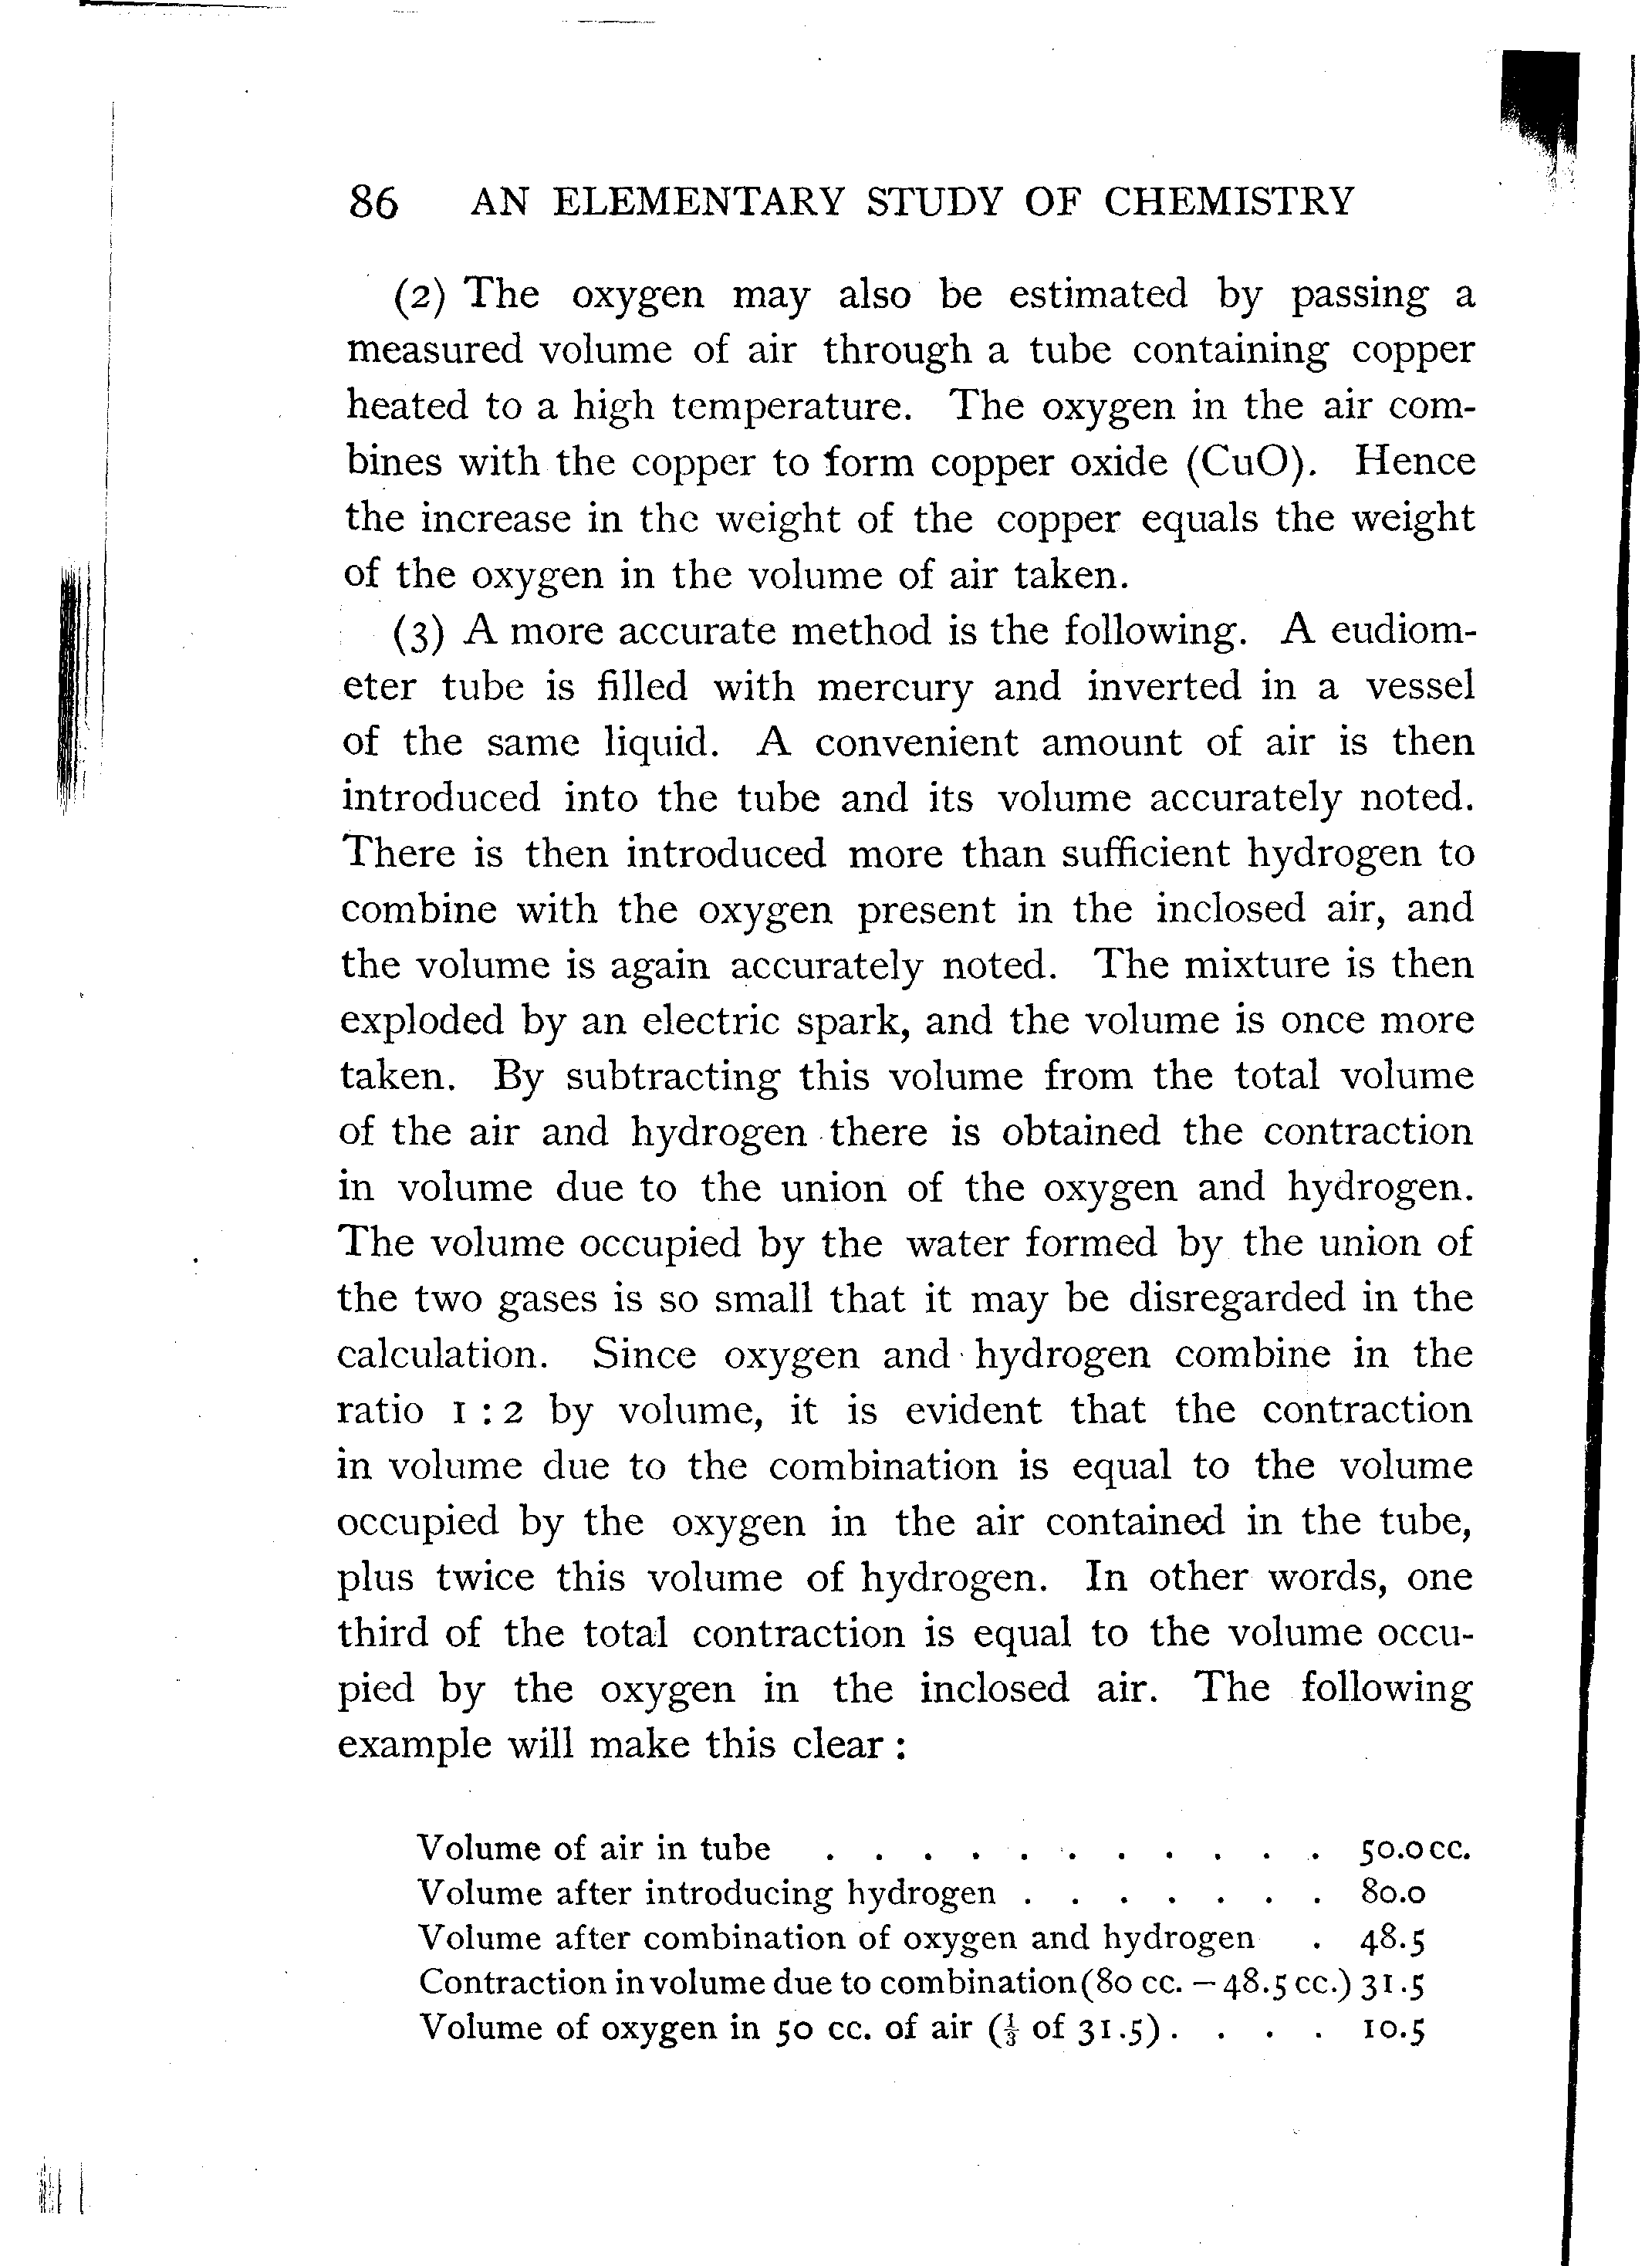 86 AN ELEMENTARY STUDY OF CHEMISTRY
(2) The oxygen may also be estimated by passing a
measured volume of air through a tube containing copper
heated to a high temperature. The oxygen in the air com-
bines with the copper to form copper oxide (CuO). Hence
the increase in the weight of the copper equals the weight
of the oxygen in the volume of air taken.
(3) A more accurate method is the following. A eudiom-
eter tube is filled with mercury and inverted in a vessel
of the same liquid. A convenient amount of air is then
introduced into the tube and its volume accurately noted.
There is then introduced more than sufficient hydrogen to
combine with the oxygen present in the inclosed air, and
the volume is again accurately noted. The mixture is then
exploded by an electric spark, and the volume is once more
taken. By subtracting this volume from the total volume
of the air and hydrogen there is obtained the contraction
in volume due to the union of the oxygen and hydrogen.
The volume occupied by the water formed by the union of
the two gases is so small that it may be disregarded in the
calculation. Since oxygen and hydrogen combine in the
ratio 1 : 2 by volume, it is evident that the contraction
in volume due to the combination is equal to the volume
occupied by the oxygen in the air contained in the tube,
plus twice this volume of hydrogen. In other words, one
third of the total contraction is equal to the volume occu-
pied by the oxygen in the inclosed air. The following
example will make this clear :
Volume of air in tube . . . . . . . . . . . 50.0 cc.
Volume after introducing hydrogen . . . . . . . 80.0
Volume after combination of oxygen and hydrogen . 48.5
Contraction in volume due to combination (80 cc. – 48.5 cc.) 31.5
Volume of oxygen in 50 cc. of air (⅓ of 31.5) . . . . 10.5